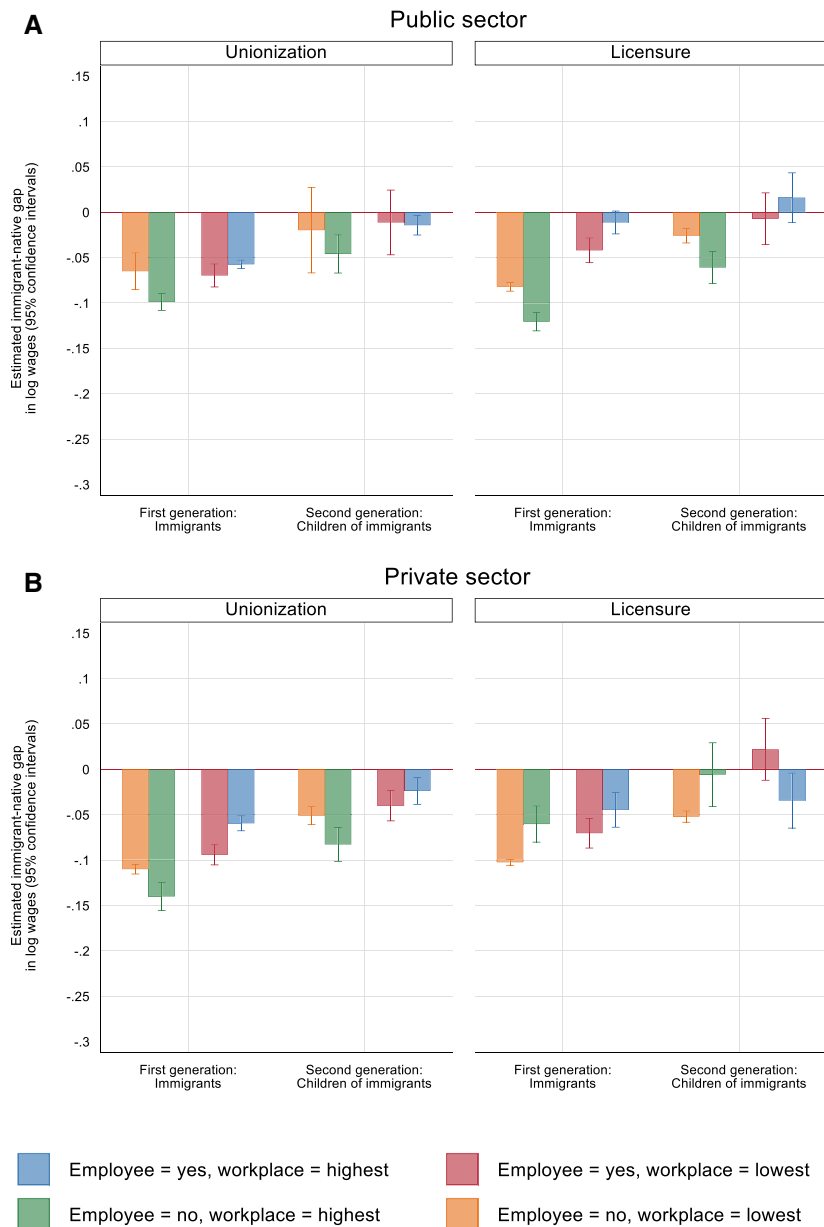 A
Public sector
Unionization
Licensure
Estimated immigrant-native gap
in log wages (95% confidence intervals)
.15
.1
.05
0
-.05
-.1
-.15
-.2
-.25
-.3
First generation:
Immigrants
Second generation:
Children of immigrants
First generation:
Immigrants
Second generation:
Children of immigrants
B
Private sector
Unionization
Licensure
Estimated immigrant-native gap
in log wages (95% confidence intervals)
.15
.1
.05
0
-.05
-.1
-.15
-.2
-.25
-.3
First generation:
Immigrants
Second generation:
Children of immigrants
First generation:
Immigrants
Second generation:
Children of immigrants
Employee = yes, workplace = highest
Employee = yes, workplace = lowest
Employee = no, workplace = highest
Employee = no, workplace = lowest